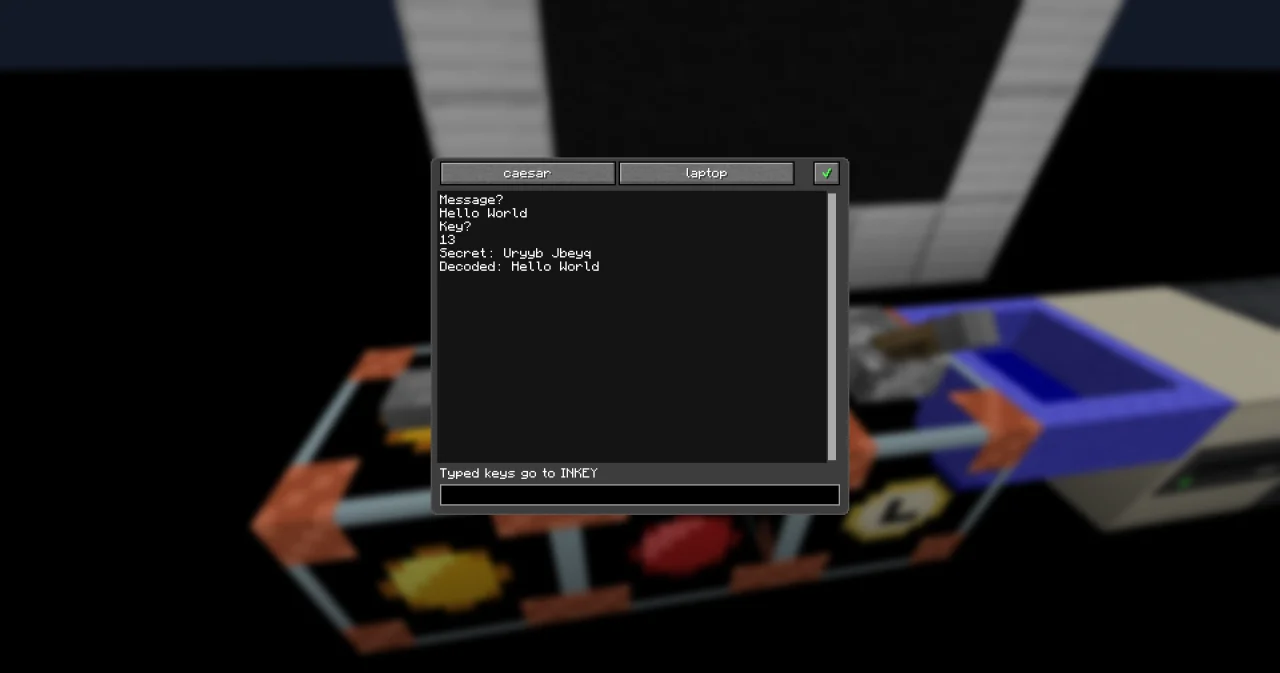 caesar
laptop
Message?
Hello World
Key?
13
Secret: Uryyb Jbeyq
Decoded: Hello World
Typed keys go to INKEY
L